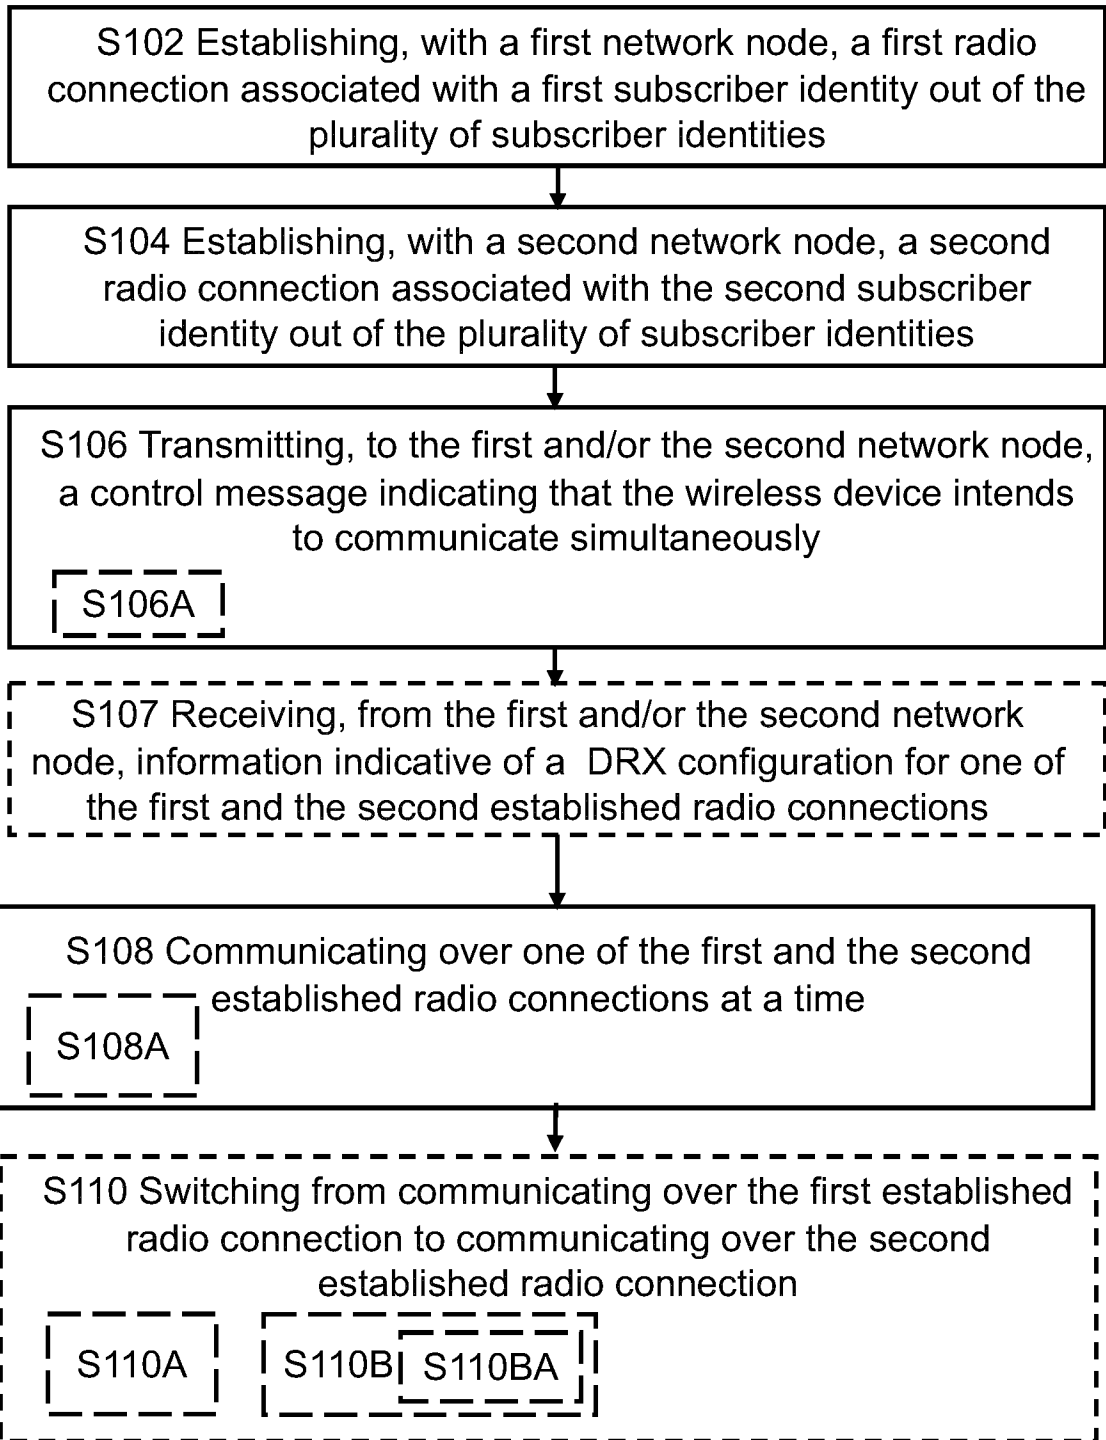 S102 Establishing, with a first network node, a first radio
connection associated with a first subscriber identity out of the
plurality of subscriber identities
S104 Establishing, with a second network node, a second
radio connection associated with the second subscriber
identity out of the plurality of subscriber identities
S106 Transmitting, to the first and/or the second network node,
a control message indicating that the wireless device intends
to communicate simultaneously
S106A
S107 Receiving, from the first and/or the second network
node, information indicative of a DRX configuration for one of
the first and the second established radio connections
S108 Communicating over one of the first and the second
established radio connections at a time
S108A
S110 Switching from communicating over the first established
radio connection to communicating over the second
established radio connection
S110A S110B S110BA